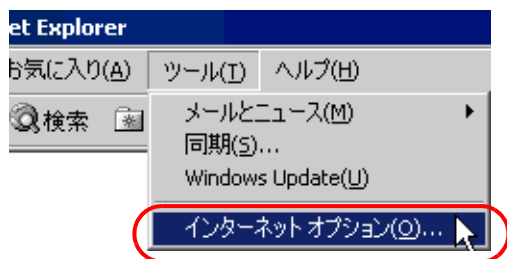 et Explorer
お気に入り(A) ツール(T) ヘルプ(H)
検索
メールとニュース(M)
同期(S)...
Windows Update(U)
インターネット オプション(O)...